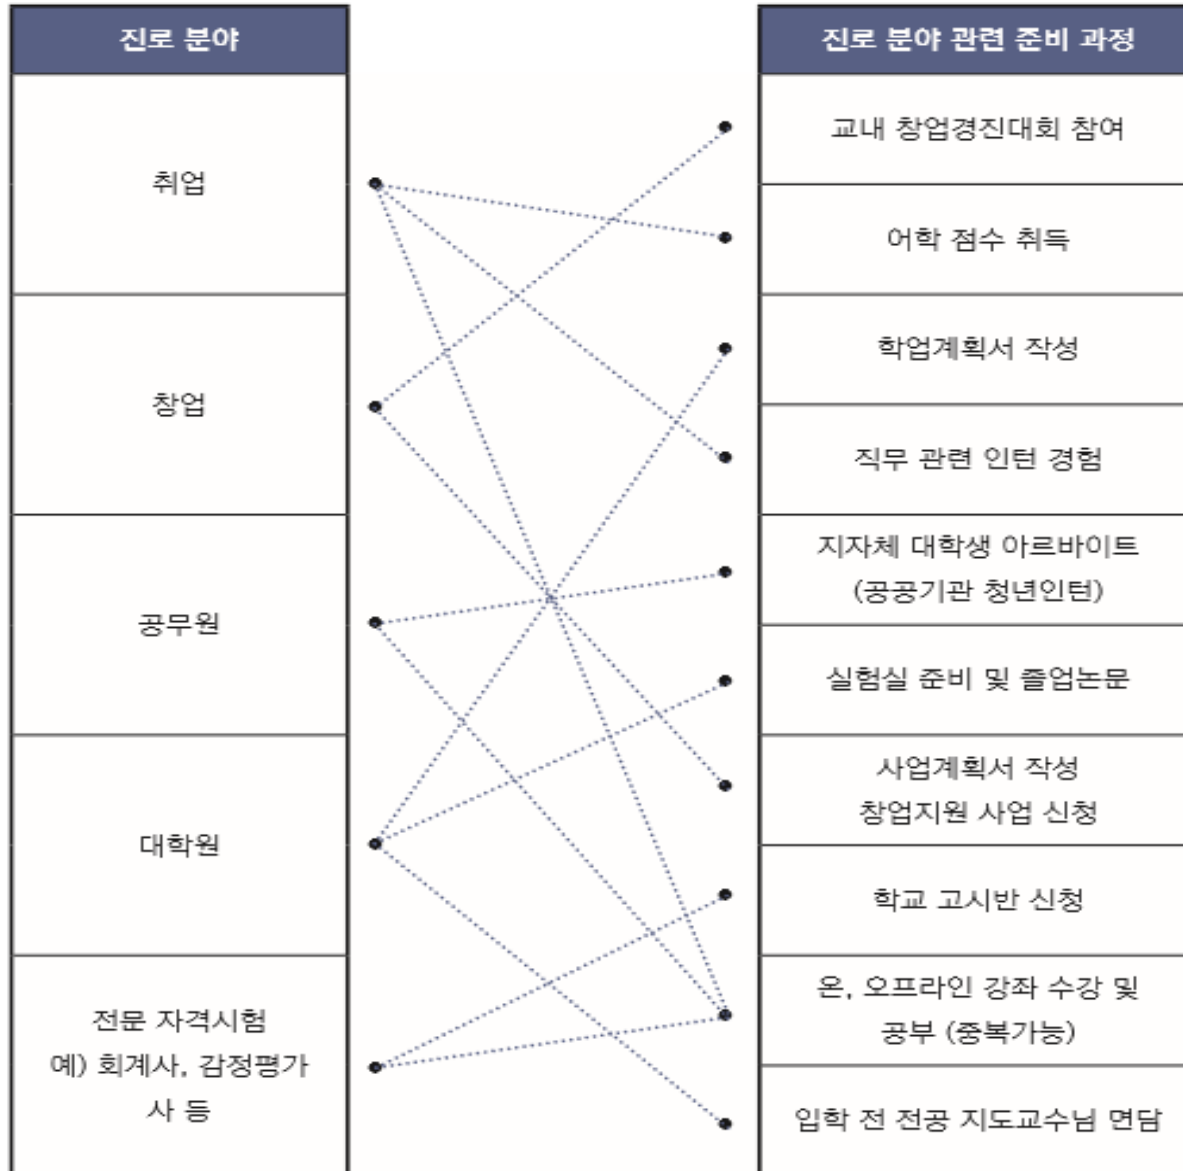 진로 분야
진로 분야 관련 준비 과정
취업
창업
공무원
대학원
전문 자격시험
예) 회계사, 감정평가
사 등
교내 창업경진대회 참여
어학 점수 취득
학업계획서 작성
직무 관련 인턴 경험
지자체 대학생 아르바이트
(공공기관 청년인턴)
실험실 준비 및 졸업논문
사업계획서 작성
창업지원 사업 신청
학교 고시반 신청
온, 오프라인 강좌 수강 및
공부 (중복가능)
입학 전 전공 지도교수님 면담